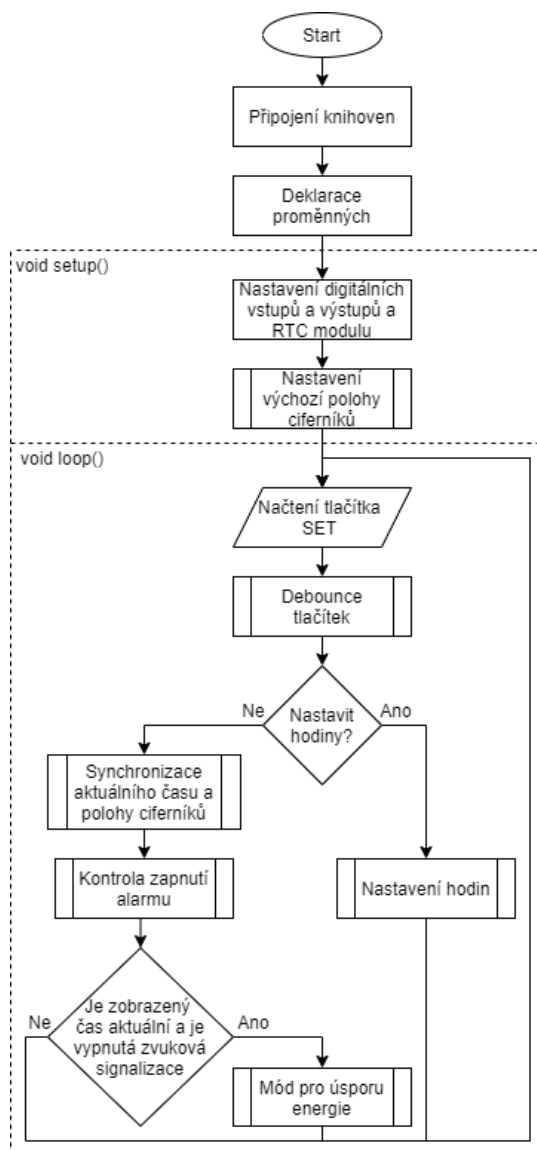 Start
Připojení knihoven
Deklarace
proměnných
void setup()
Nastavení digitálních
vstupů a výstupů a
RTC modulu
Nastavení
výchozí polohy
ciferníků
void loop()
Načtení tlačítka
SET
Debounce
tlačítek
Nastavit
hodiny?
Ne
Ano
Synchronizace
aktuálního času a
polohy ciferníků
Kontrola zapnutí
alarmu
Nastavení hodin
Je zobrazený
čas aktuální a je
vypnutá zvuková
signalizace
Ne
Ano
Mód pro úsporu
energie